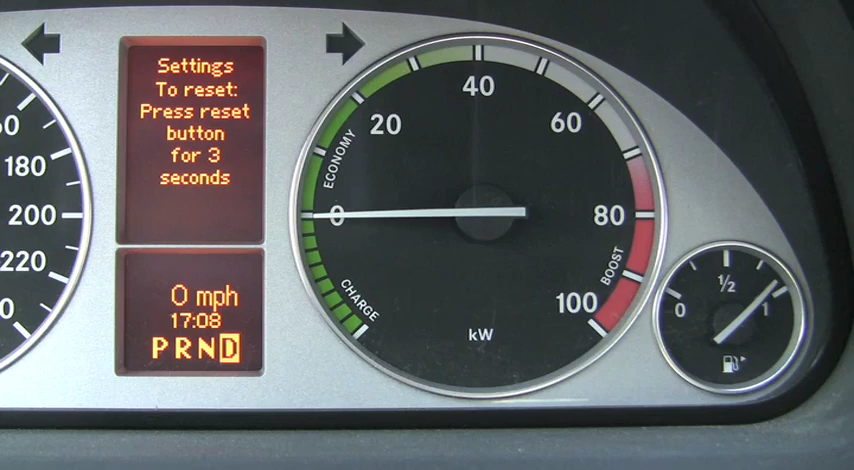 Settings
To reset:
Press reset
button
for 3
seconds
0 mph
17:08
PRND
180
200
220
0
20
40
60
80
100
ECONOMY
CHARGE
BOOST
kW
0
1/2
1